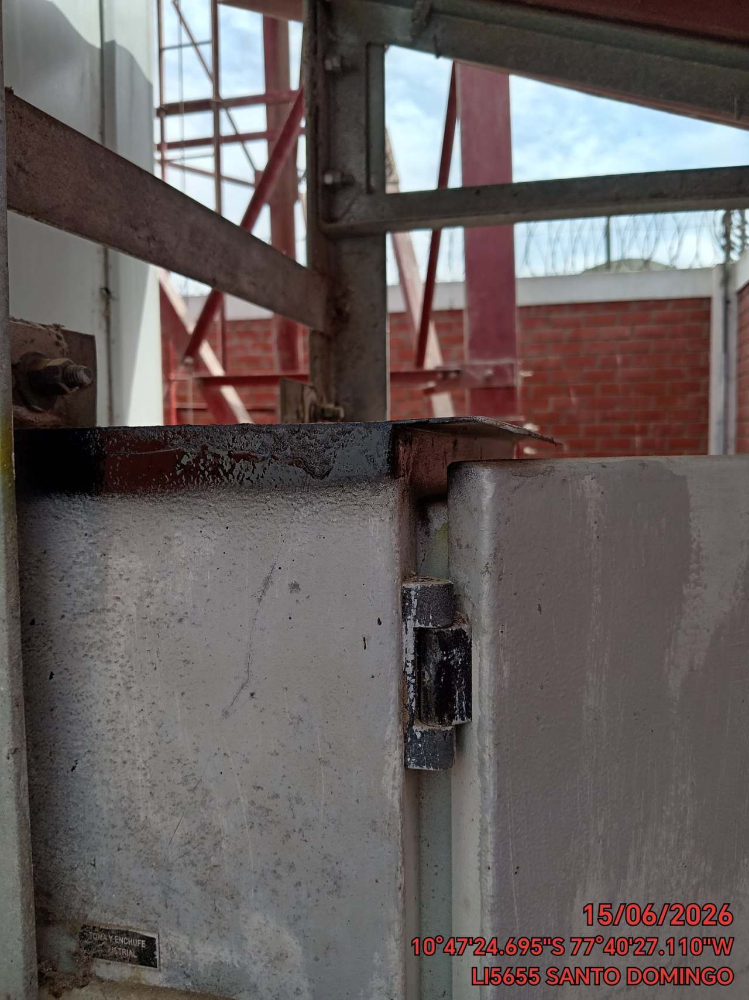 TOMA Y ENCHUFE
15/06/2026
10°47'24.695"S 77°40'27.110"W
LI5655 SANTO DOMINGO